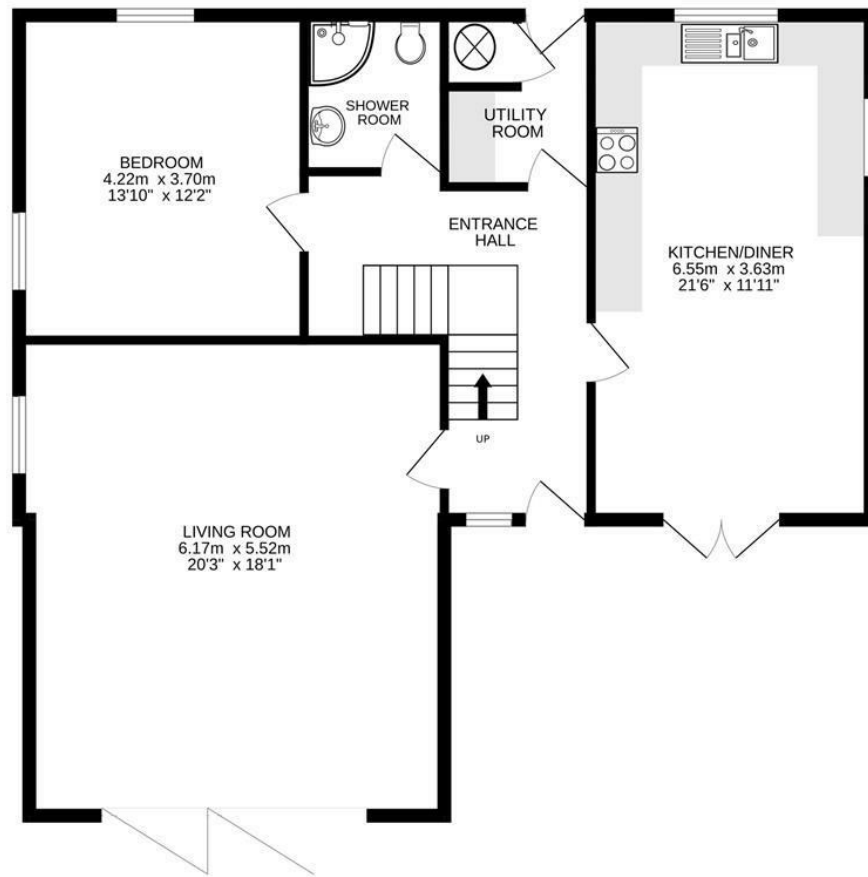 SHOWER
ROOM
UTILITY
ROOM
BEDROOM
4.22m x 3.70m
13'10" x 12'2"
ENTRANCE
HALL
KITCHEN/DINER
6.55m x 3.63m
21'6" x 11'11"
UP
LIVING ROOM
6.17m x 5.52m
20'3" x 18'1"